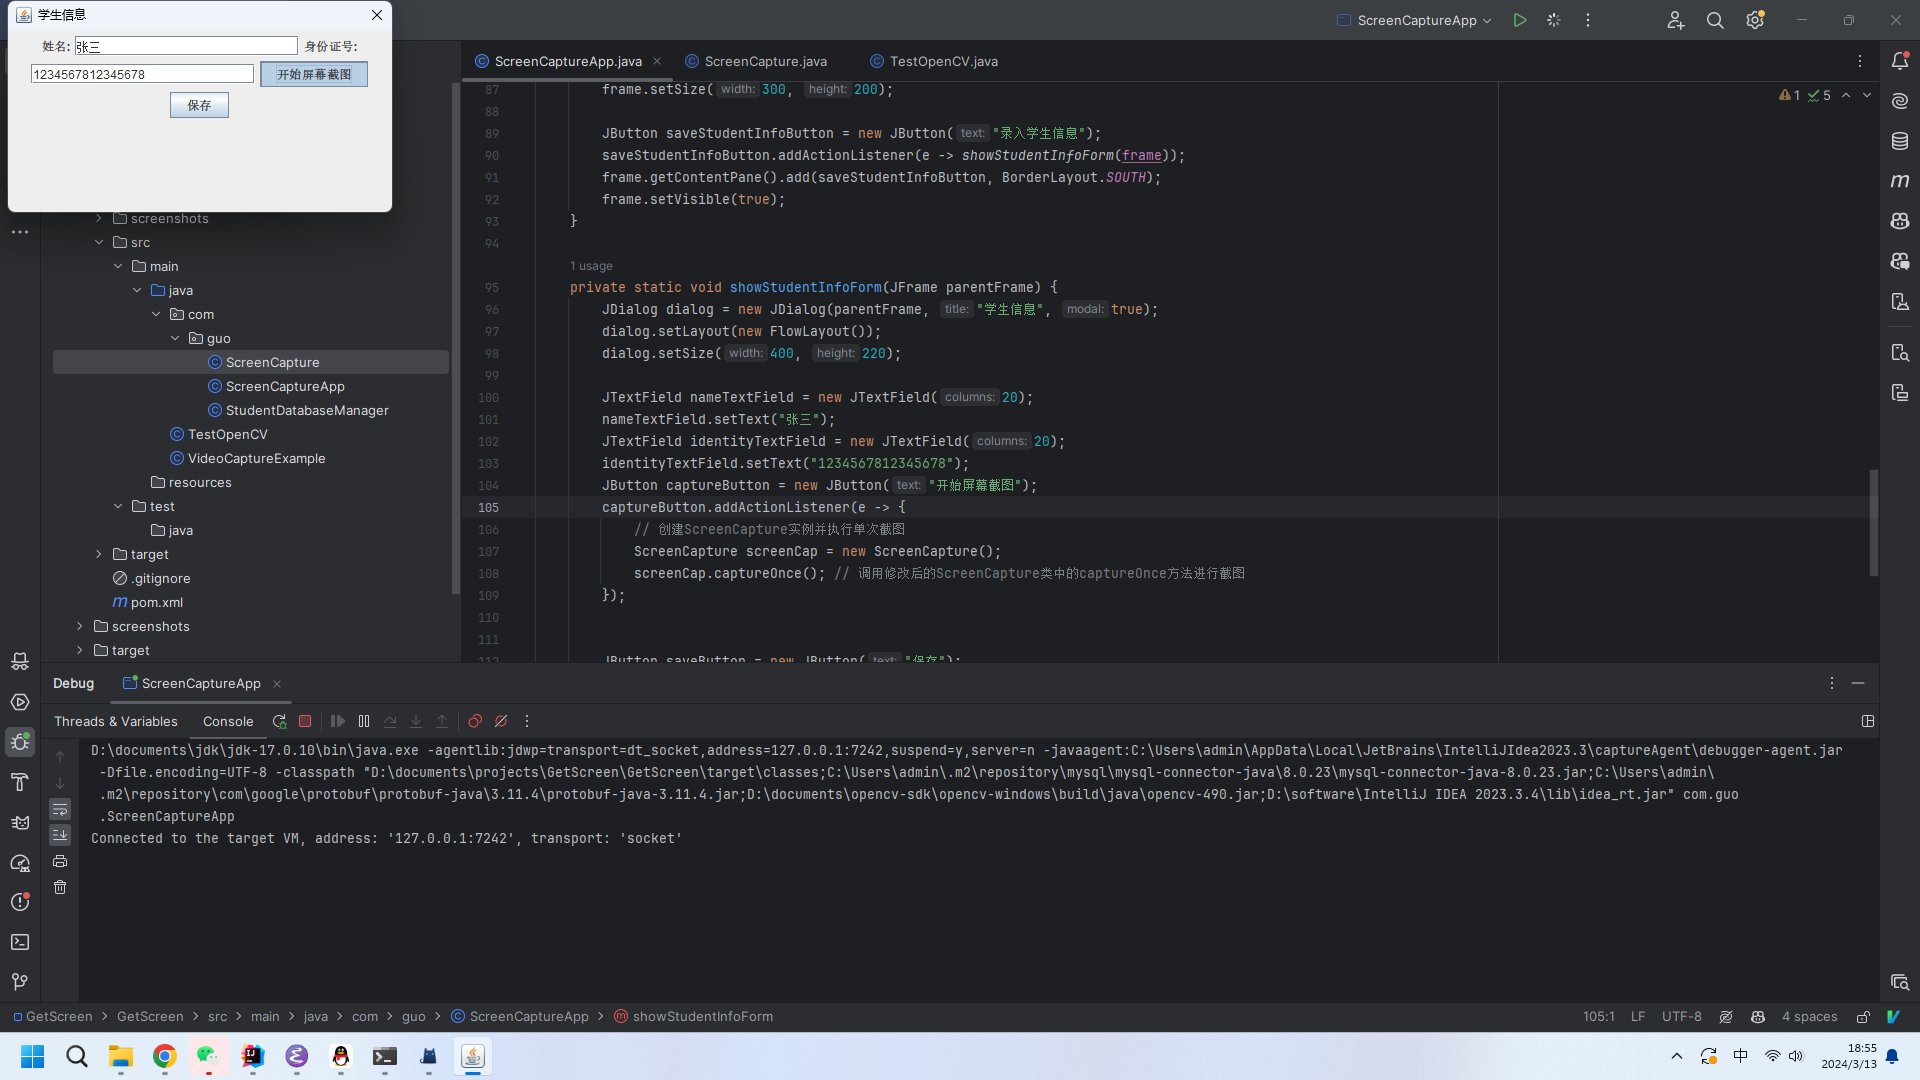 学生信息
姓名: 张三 身份证号:
1234567812345678 开始屏幕截图
保存
ScreenCaptureApp
screenshots
src
main
java
com
guo
ScreenCapture
ScreenCaptureApp
StudentDatabaseManager
TestOpenCV
VideoCaptureExample
resources
test
java
target
.gitignore
pom.xml
screenshots
target
ScreenCaptureApp.java
ScreenCapture.java
TestOpenCV.java
1 5
87 frame.setSize( width: 300, height: 200);
88
89 JButton saveStudentInfoButton = new JButton( text: "录入学生信息");
90 saveStudentInfoButton.addActionListener(e -> showStudentInfoForm(frame));
91 frame.getContentPane().add(saveStudentInfoButton, BorderLayout.SOUTH);
92 frame.setVisible(true);
93 }
94
1 usage
95 private static void showStudentInfoForm(JFrame parentFrame) {
96 JDialog dialog = new JDialog(parentFrame, title: "学生信息", modal: true);
97 dialog.setLayout(new FlowLayout());
98 dialog.setSize( width: 400, height: 220);
99
100 JTextField nameTextField = new JTextField( columns: 20);
101 nameTextField.setText("张三");
102 JTextField identityTextField = new JTextField( columns: 20);
103 identityTextField.setText("1234567812345678");
104 JButton captureButton = new JButton( text: "开始屏幕截图");
105 captureButton.addActionListener(e -> {
106 // 创建ScreenCapture实例并执行单次截图
107 ScreenCapture screenCap = new ScreenCapture();
108 screenCap.captureOnce(); // 调用修改后的ScreenCapture类中的captureOnce方法进行截图
109 });
110
111
112 JButton saveButton = new JButton( text: "保存");
Debug ScreenCaptureApp
Threads & Variables Console
D:\documents\jdk\jdk-17.0.10\bin\java.exe -agentlib:jdwp=transport=dt_socket,address=127.0.0.1:7242,suspend=y,server=n -javaagent:C:\Users\admin\AppData\Local\JetBrains\IntelliJIdea2023.3\captureAgent\debugger-agent.jar
-Dfile.encoding=UTF-8 -classpath "D:\documents\projects\GetScreen\GetScreen\target\classes;C:\Users\admin\.m2\repository\mysql\mysql-connector-java\8.0.23\mysql-connector-java-8.0.23.jar;C:\Users\admin\
.m2\repository\com\google\protobuf\protobuf-java\3.11.4\protobuf-java-3.11.4.jar;D:\documents\opencv-sdk\opencv-windows\build\java\opencv-490.jar;D:\software\IntelliJ IDEA 2023.3.4\lib\idea_rt.jar" com.guo
.ScreenCaptureApp
Connected to the target VM, address: '127.0.0.1:7242', transport: 'socket'
GetScreen > GetScreen > src > main > java > com > guo > ScreenCaptureApp > showStudentInfoForm
105:1 LF UTF-8 4 spaces
中
18:55
2024/3/13